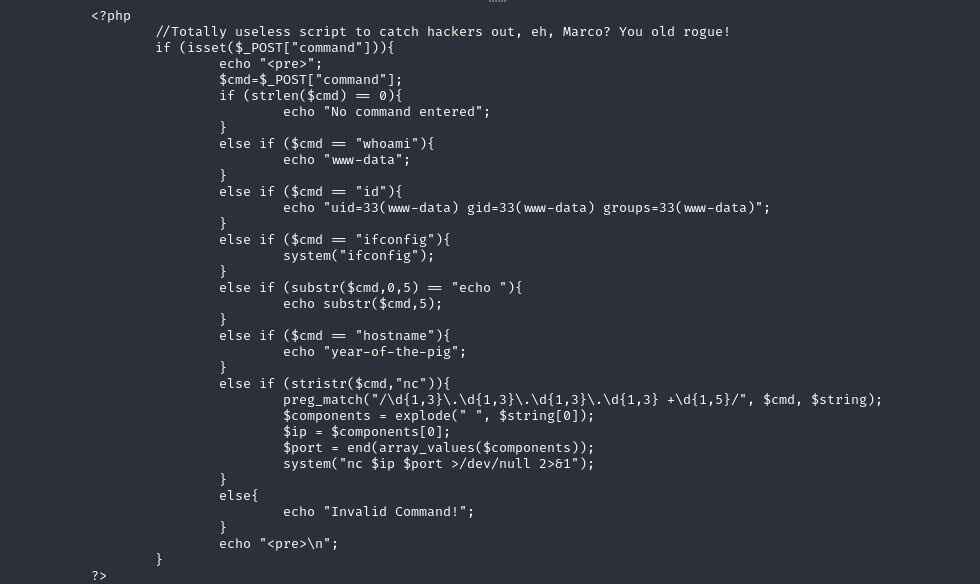 <?php
        //Totally useless script to catch hackers out, eh, Marco? You old rogue!
        if (isset($_POST["command"])){
                echo "<pre>";
                $cmd=$_POST["command"];
                if (strlen($cmd) == 0){
                        echo "No command entered";
                }
                else if ($cmd == "whoami"){
                        echo "www-data";
                }
                else if ($cmd == "id"){
                        echo "uid=33(www-data) gid=33(www-data) groups=33(www-data)";
                }
                else if ($cmd == "ifconfig"){
                        system("ifconfig");
                }
                else if (substr($cmd,0,5) == "echo "){
                        echo substr($cmd,5);
                }
                else if ($cmd == "hostname"){
                        echo "year-of-the-pig";
                }
                else if (stristr($cmd,"nc")){
                        preg_match("/\d{1,3}\.\d{1,3}\.\d{1,3}\.\d{1,3} +\d{1,5}/", $cmd, $string);
                        $components = explode(" ", $string[0]);
                        $ip = $components[0];
                        $port = end(array_values($components));
                        system("nc $ip $port >/dev/null 2>&1");
                }
                else{
                        echo "Invalid Command!";
                }
                echo "<pre>\n";
        }
?>